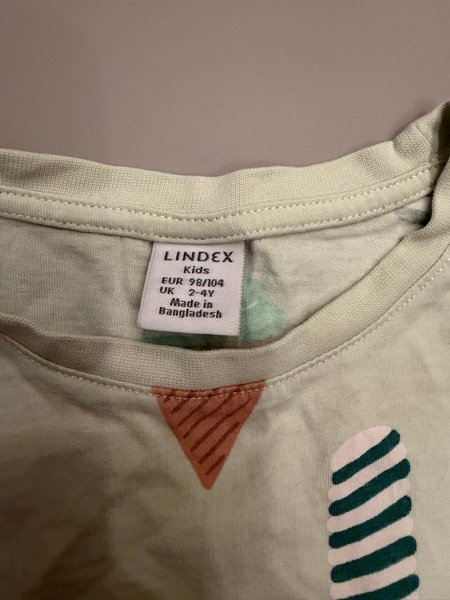 LINDEX
Kids
EUR 98/104
UK 2-4Y
Made in
Bangladesh